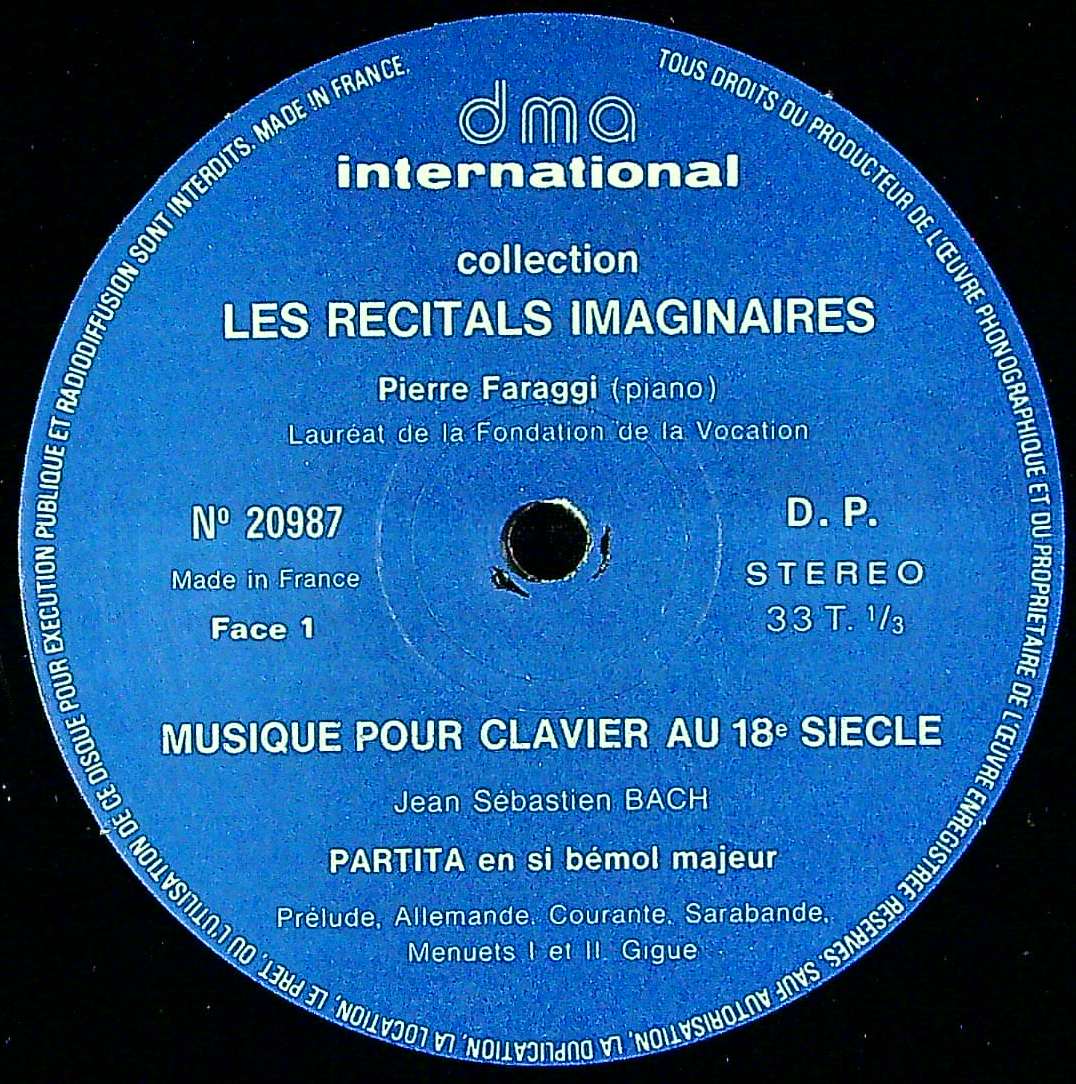 dma
international
collection
LES RECITALS IMAGINAIRES
Pierre Faraggi (piano)
Lauréat de la Fondation de la Vocation
Nº 20987
Made in France
Face 1
D. P.
STEREO
33 T. 1/3
MUSIQUE POUR CLAVIER AU 18e SIECLE
Jean Sébastien BACH
PARTITA en si bémol majeur
Prélude, Allemande, Courante, Sarabande,
Menuets I et II. Gigue
TOUS DROITS DU PRODUCTEUR DE L'ŒUVRE PHONOGRAPHIQUE ET DU PROPRIETAIRE DE L'ŒUVRE ENREGISTREE RESERVES. SAUF AUTORISATION, LA DUPLICATION, LA LOCATION, LE PRET, OU L'UTILISATION DE CE DISQUE POUR EXECUTION PUBLIQUE ET RADIODIFFUSION SONT INTERDITS. MADE IN FRANCE.